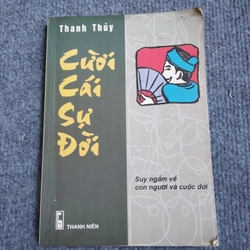 Thanh Thủy
Cười
Cái
Sự
Đời
Suy ngẫm về
con người và cuộc đời
THANH NIÊN